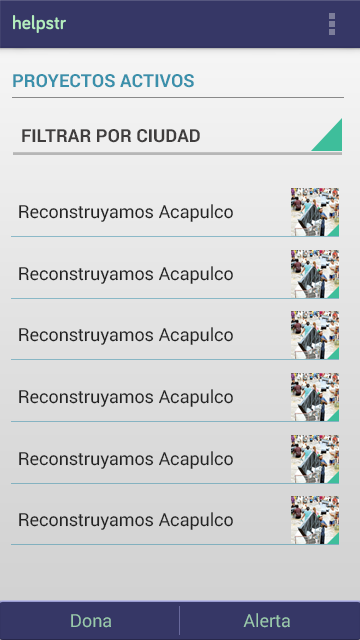 helpstr
PROYECTOS ACTIVOS
FILTRAR POR CIUDAD
Reconstruyamos Acapulco
Reconstruyamos Acapulco
Reconstruyamos Acapulco
Reconstruyamos Acapulco
Reconstruyamos Acapulco
Reconstruyamos Acapulco
Dona
Alerta